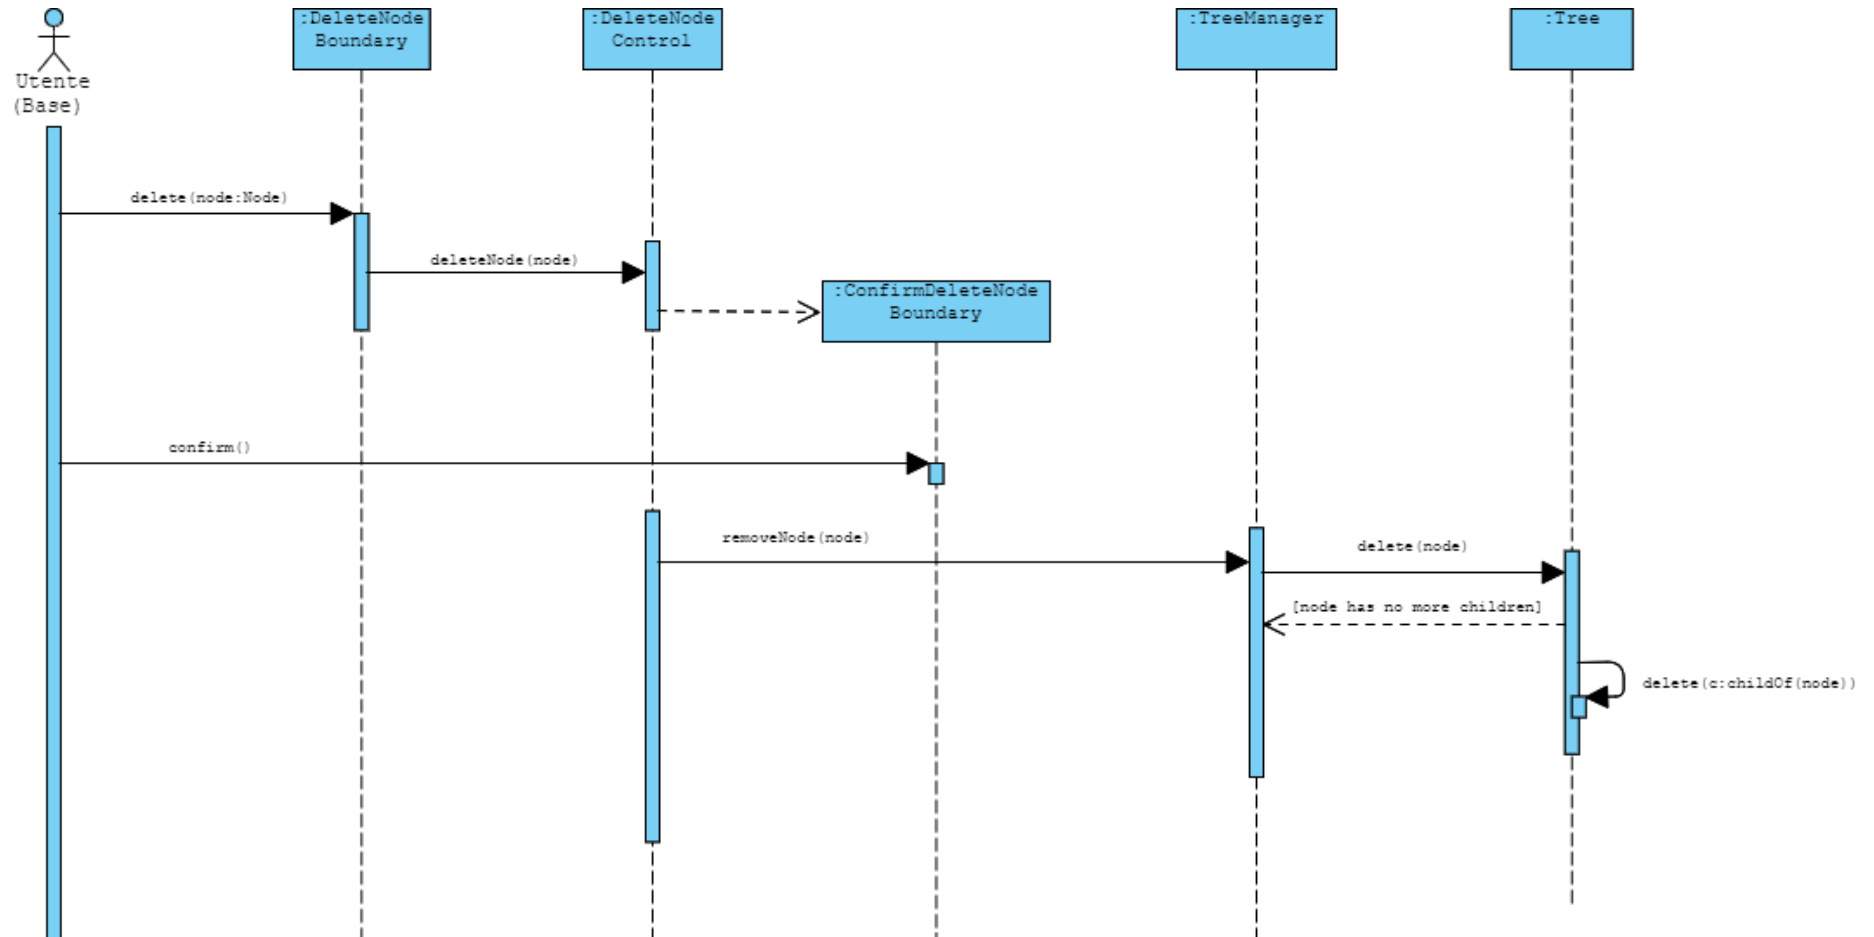 :DeleteNode
Boundary
:DeleteNode
Control
:TreeManager
:Tree
Utente
(Base)
delete(node:Node)
deleteNode(node)
:ConfirmDeleteNode
Boundary
confirm()
removeNode(node)
delete(node)
[node has no more children]
delete(c:childOf(node))